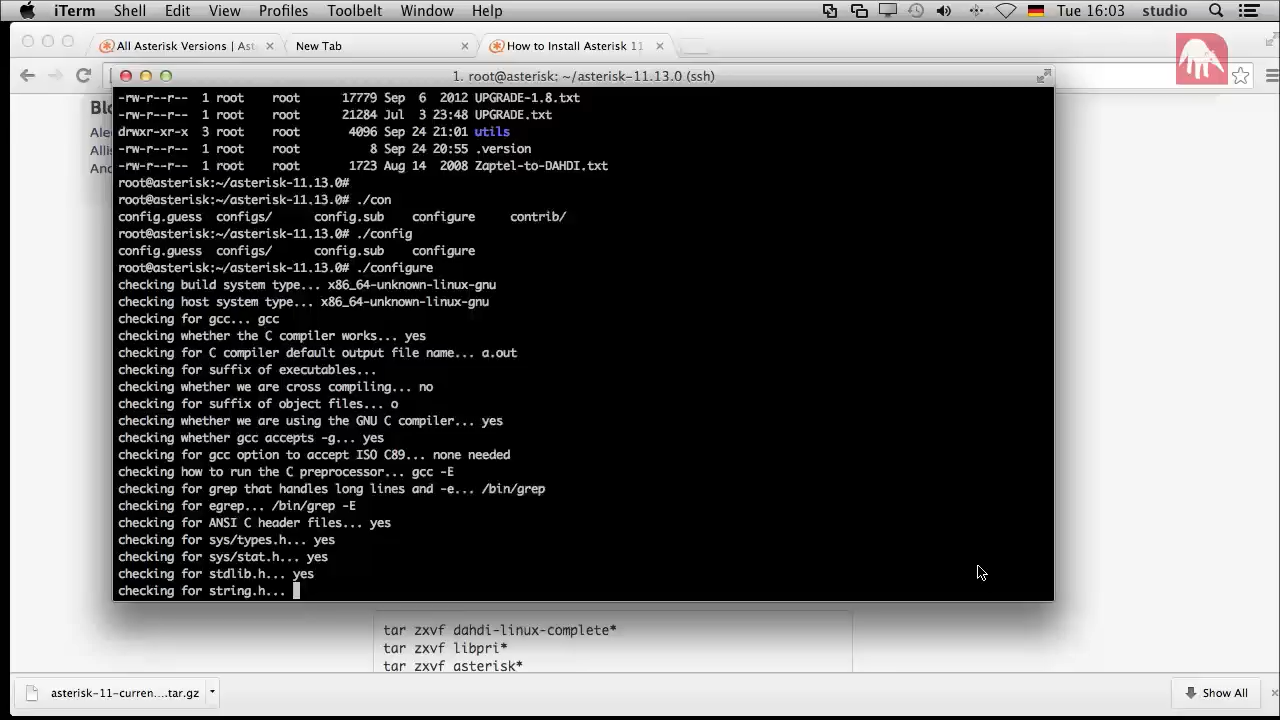 iTerm Shell Edit View Profiles Toolbelt Window Help Tue 16:03 studio
All Asterisk Versions | Ast New Tab How to Install Asterisk 11
1. root@asterisk: ~/asterisk-11.13.0 (ssh)
Blo
Ale
Allis
And
-rw-r--r-- 1 root root 17779 Sep 6 2012 UPGRADE-1.8.txt
-rw-r--r-- 1 root root 21284 Jul 3 23:48 UPGRADE.txt
drwxr-xr-x 3 root root 4096 Sep 24 21:01 utils
-rw-r--r-- 1 root root 8 Sep 24 20:55 .version
-rw-r--r-- 1 root root 1723 Aug 14 2008 Zaptel-to-DAHDI.txt
root@asterisk:~/asterisk-11.13.0#
root@asterisk:~/asterisk-11.13.0# ./con
config.guess configs/ config.sub configure contrib/
root@asterisk:~/asterisk-11.13.0# ./config
config.guess configs/ config.sub configure
root@asterisk:~/asterisk-11.13.0# ./configure
checking build system type... x86_64-unknown-linux-gnu
checking host system type... x86_64-unknown-linux-gnu
checking for gcc... gcc
checking whether the C compiler works... yes
checking for C compiler default output file name... a.out
checking for suffix of executables...
checking whether we are cross compiling... no
checking for suffix of object files... o
checking whether we are using the GNU C compiler... yes
checking whether gcc accepts -g... yes
checking for gcc option to accept ISO C89... none needed
checking how to run the C preprocessor... gcc -E
checking for grep that handles long lines and -e... /bin/grep
checking for egrep... /bin/grep -E
checking for ANSI C header files... yes
checking for sys/types.h... yes
checking for sys/stat.h... yes
checking for stdlib.h... yes
checking for string.h...
tar zxvf dahdi-linux-complete*
tar zxvf libpri*
tar zxvf asterisk*
asterisk-11-curren....tar.gz Show All